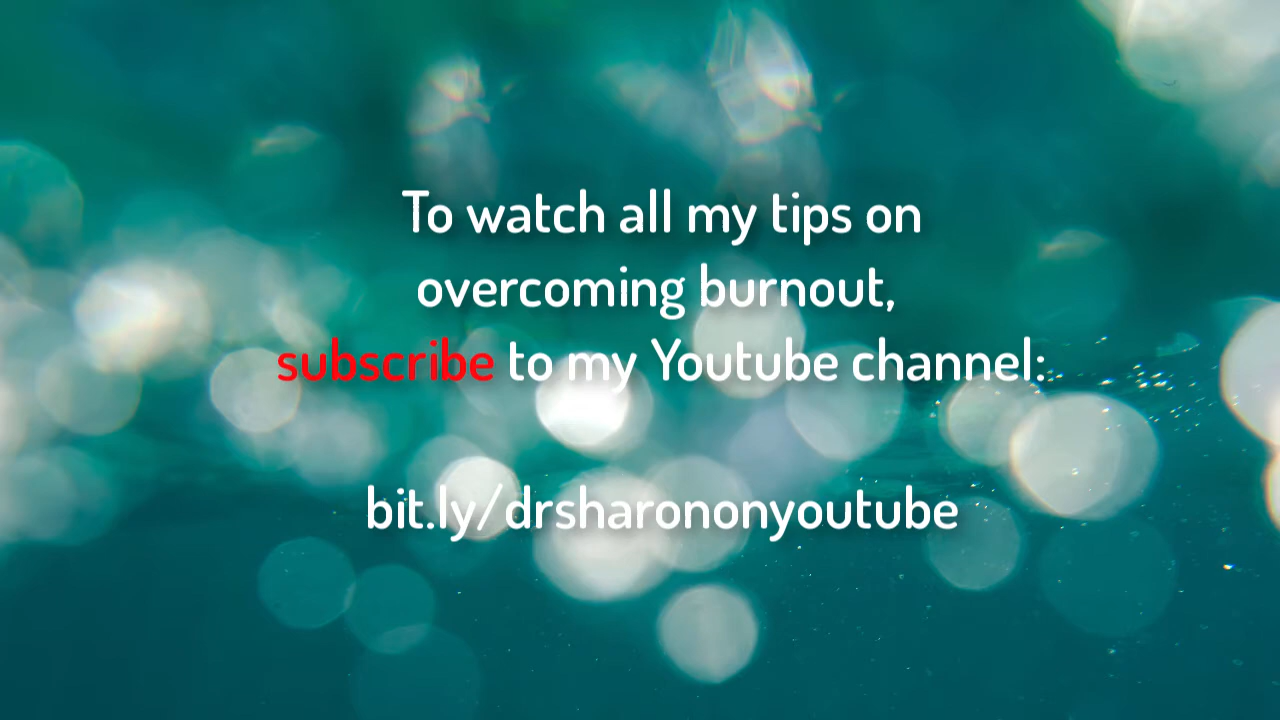 To watch all my tips on
overcoming burnout,
subscribe to my Youtube channel:
bit.ly/drsharononyoutube